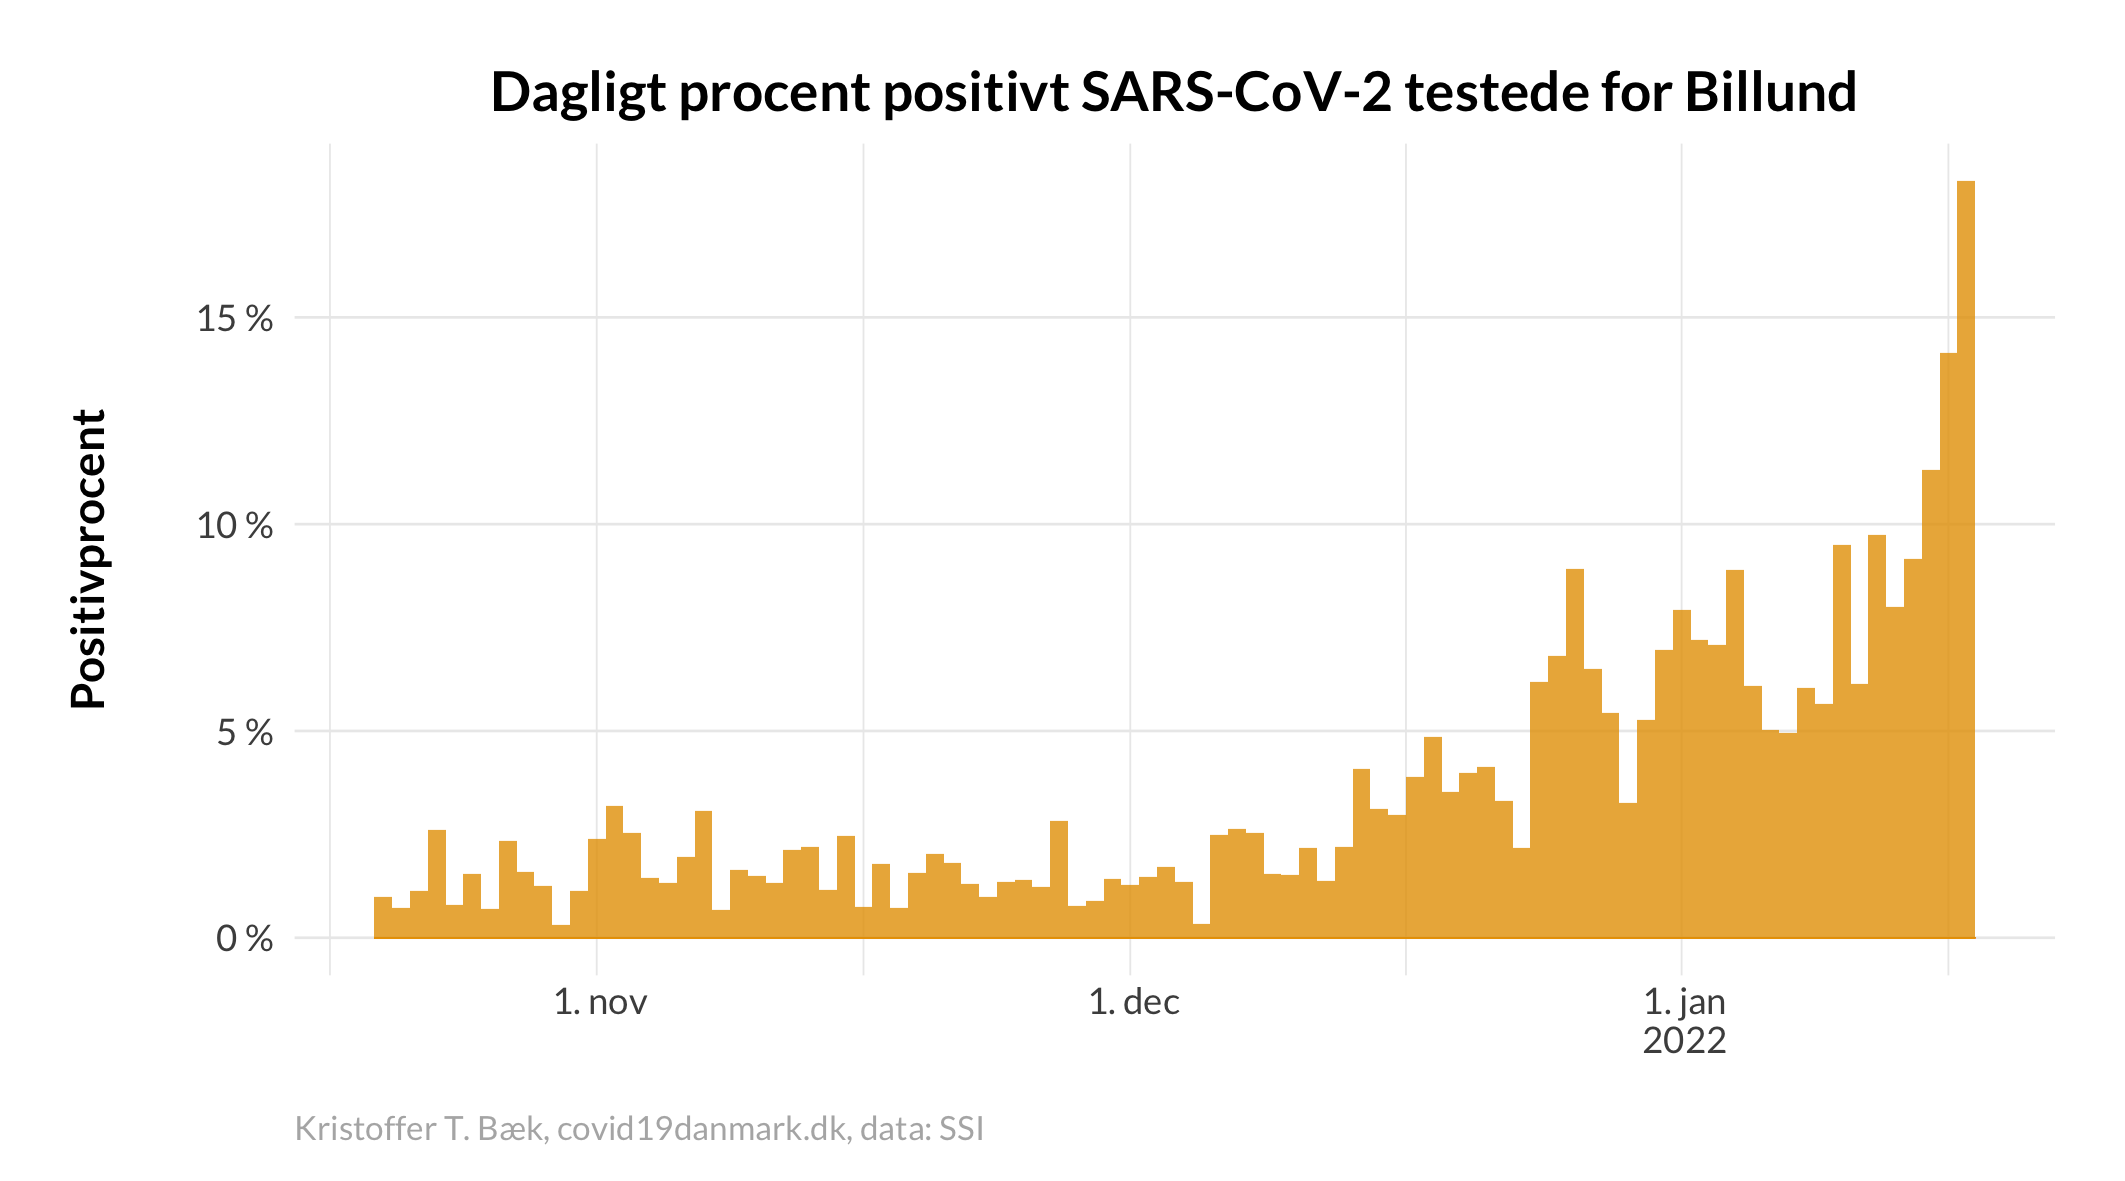 Dagligt procent positivt SARS-CoV-2 testede for Billund
Positivprocent
15 %
10 %
5 %
0 %
1. nov
1. dec
1. jan
2022
Kristoffer T. Bæk, covid19danmark.dk, data: SSI